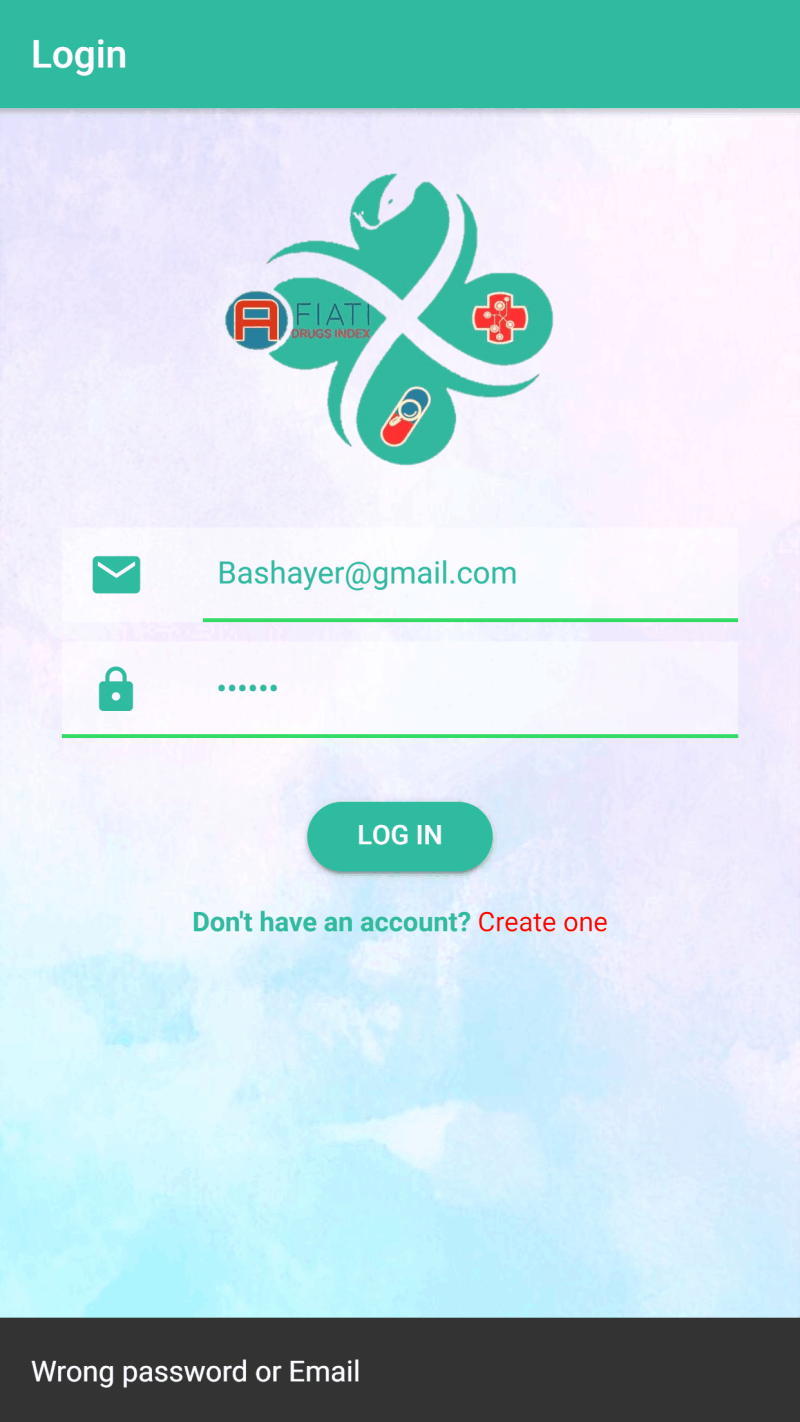 Login
AFIATI
DRUGS INDEX
Bashayer@gmail.com
••••••
LOG IN
Don't have an account? Create one
Wrong password or Email